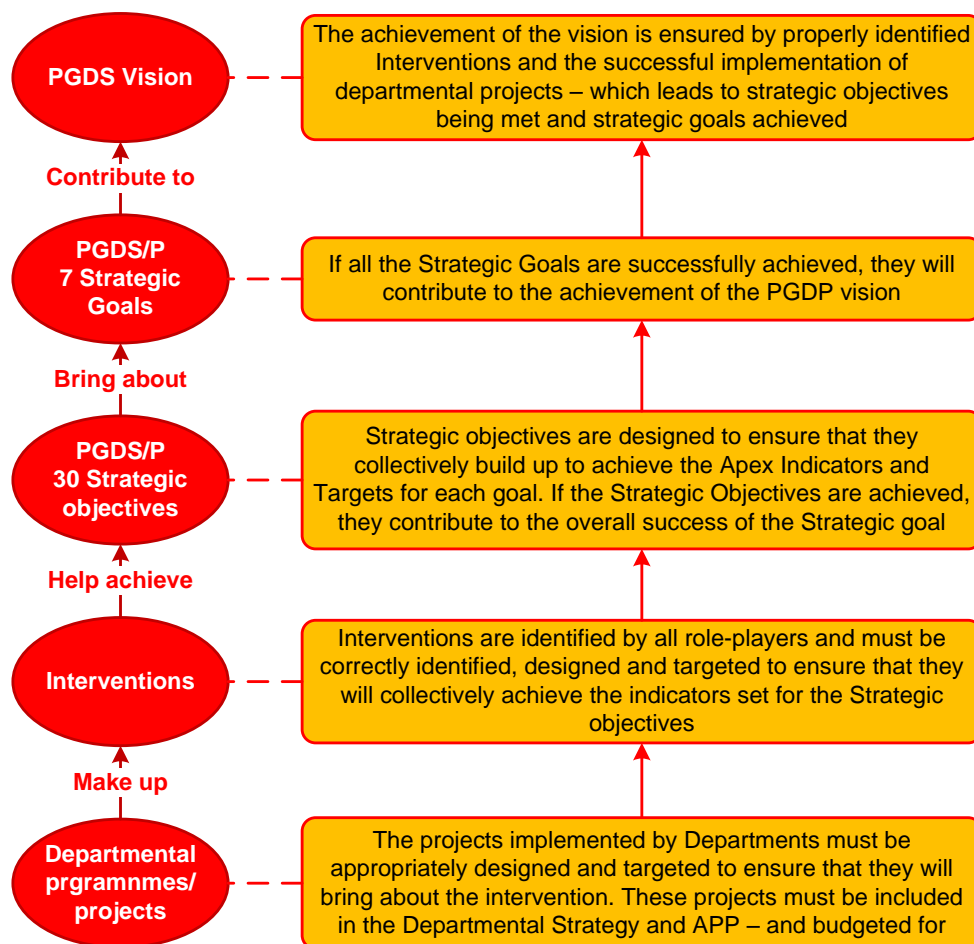 PGDS Vision
The achievement of the vision is ensured by properly identified
Interventions and the successful implementation of
departmental projects – which leads to strategic objectives
being met and strategic goals achieved
Contribute to
PGDS/P
7 Strategic
Goals
If all the Strategic Goals are successfully achieved, they will
contribute to the achievement of the PGDP vision
Bring about
PGDS/P
30 Strategic
objectives
Strategic objectives are designed to ensure that they
collectively build up to achieve the Apex Indicators and
Targets for each goal. If the Strategic Objectives are achieved,
they contribute to the overall success of the Strategic goal
Help achieve
Interventions
Interventions are identified by all role-players and must be
correctly identified, designed and targeted to ensure that they
will collectively achieve the indicators set for the Strategic
objectives
Make up
Departmental
prgramnmes/
projects
The projects implemented by Departments must be
appropriately designed and targeted to ensure that they will
bring about the intervention. These projects must be included
in the Departmental Strategy and APP – and budgeted for